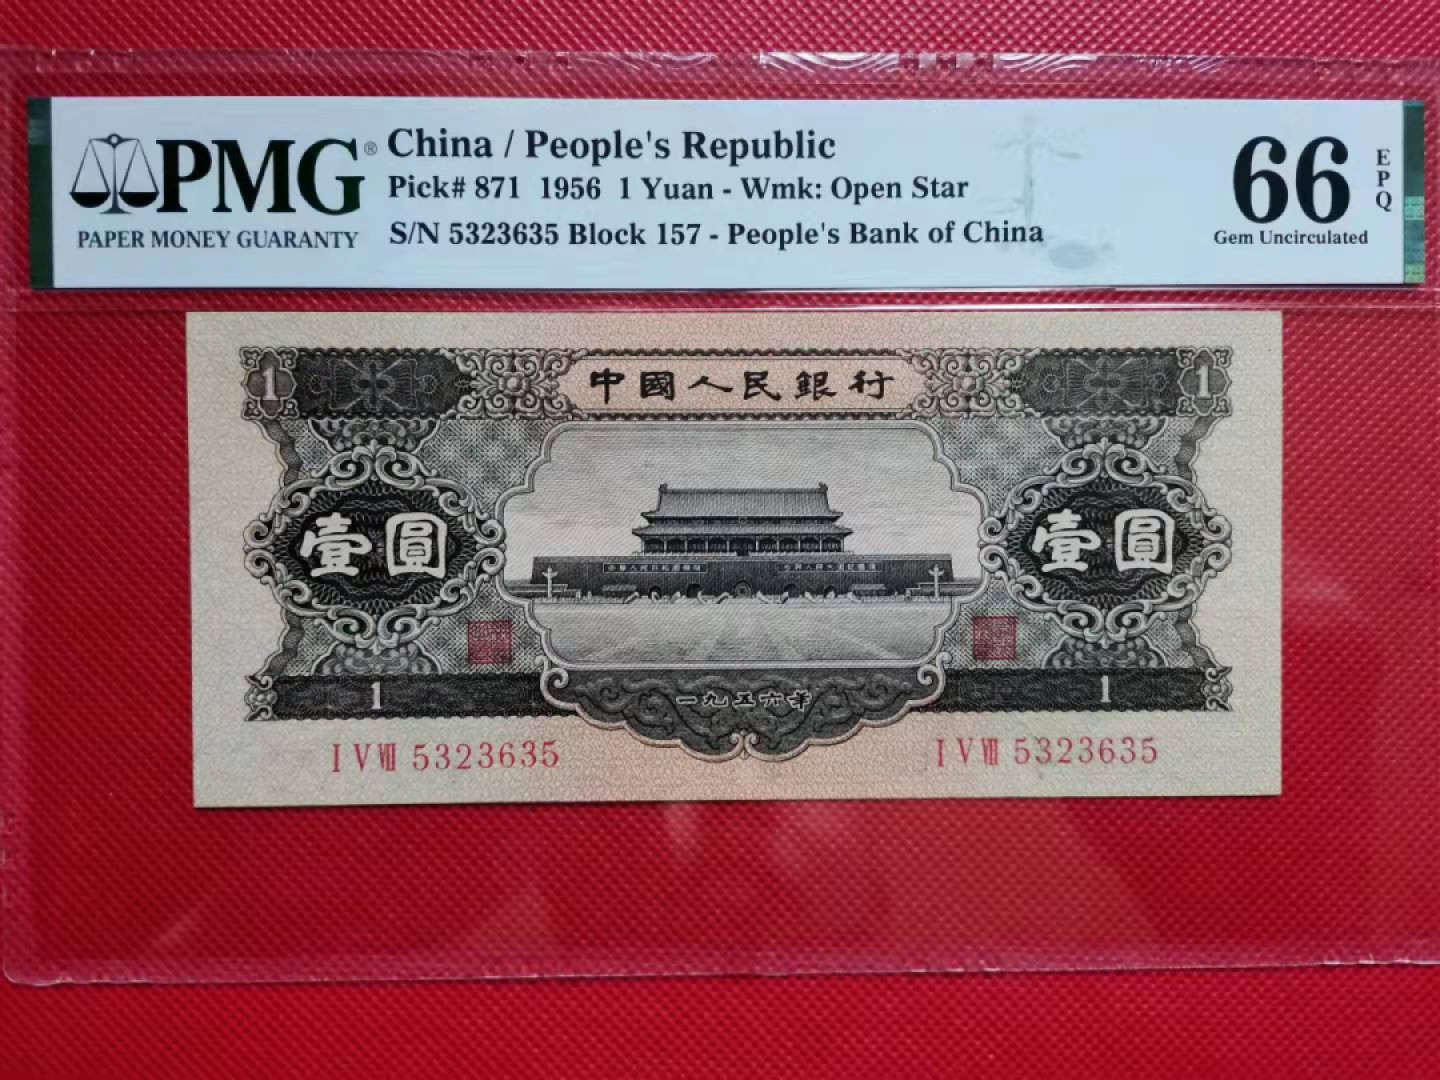 PMG®
PAPER MONEY GUARANTY
China / People's Republic
Pick# 871 1956 1 Yuan - Wmk: Open Star
S/N 5323635 Block 157 - People's Bank of China
66
EPQ
Gem Uncirculated
1 中國人民銀行 1
壹圓 壹圓
1 一九五六年 1
I V VII 5323635 I V VII 5323635